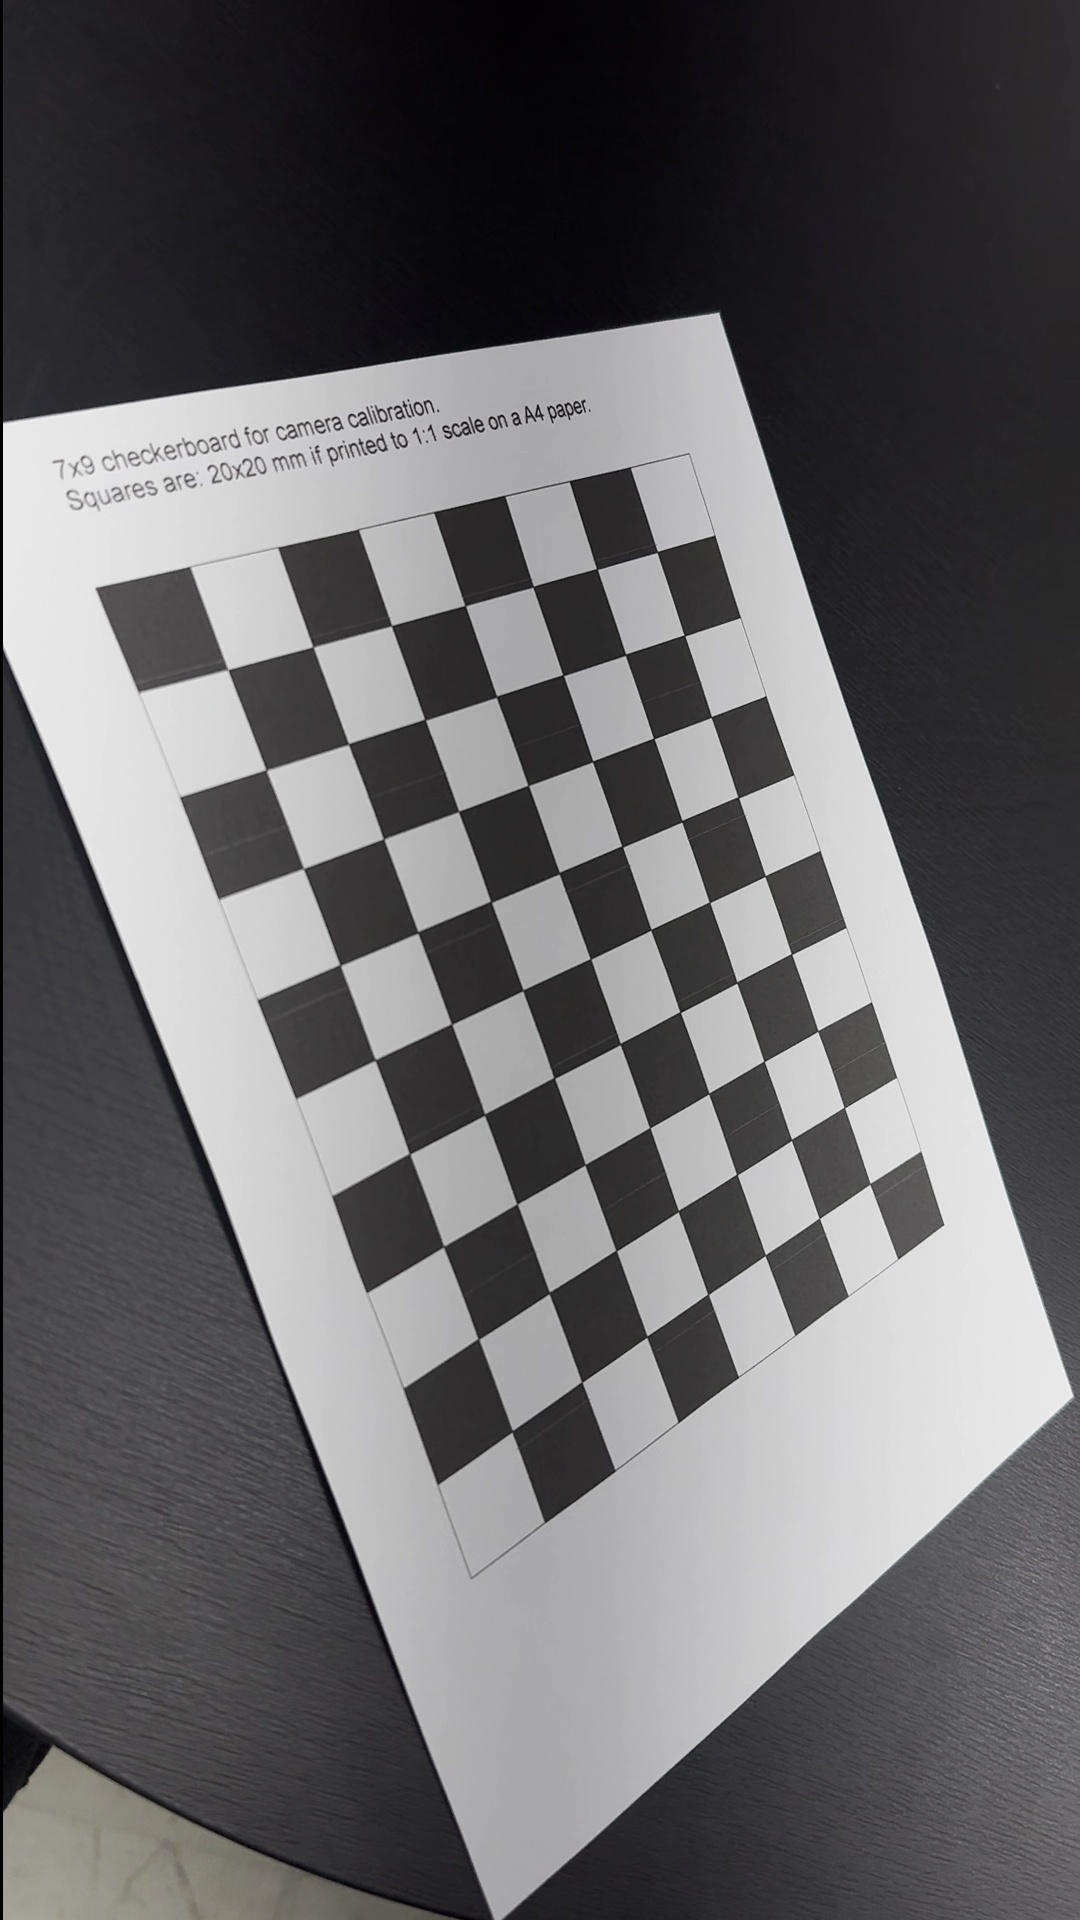 7x9 checkerboard for camera calibration.
Squares are: 20x20 mm if printed to 1:1 scale on a A4 paper.